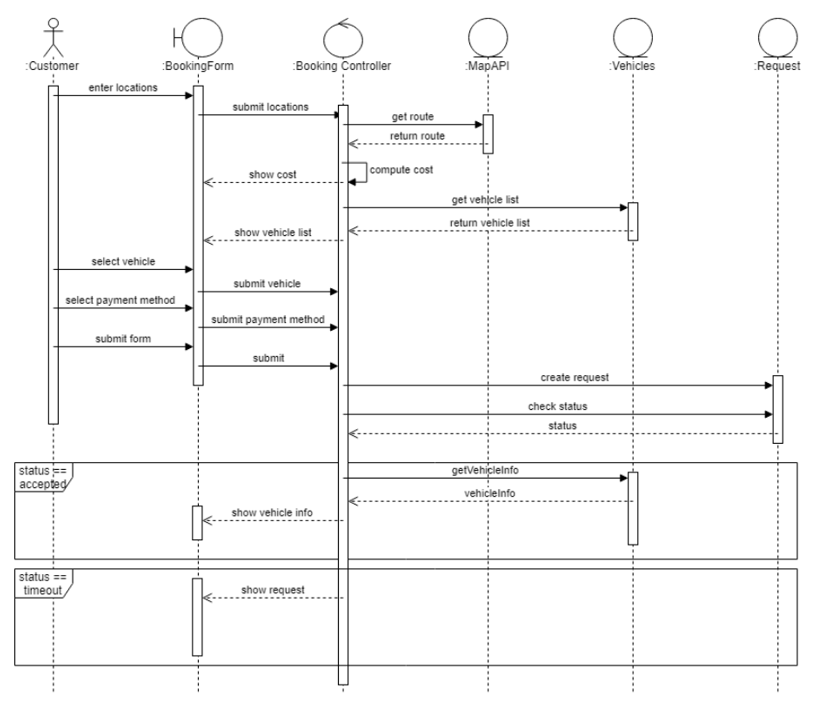 :Customer
:BookingForm
:Booking Controller
:MapAPI
:Vehicles
:Request
enter locations
submit locations
get route
return route
compute cost
show cost
get vehicle list
return vehicle list
show vehicle list
select vehicle
submit vehicle
select payment method
submit payment method
submit form
submit
create request
check status
status
status ==
accepted
getVehicleInfo
vehicleInfo
show vehicle info
status ==
timeout
show request